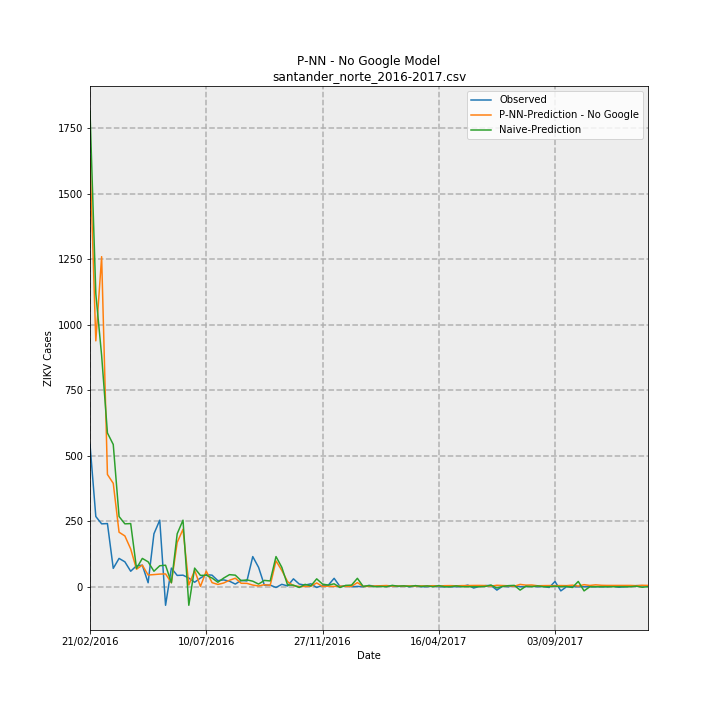 P-NN - No Google Model
santander_norte_2016-2017.csv
Observed
P-NN-Prediction - No Google
Naive-Prediction
ZIKV Cases
1750
1500
1250
1000
750
500
250
0
21/02/2016
10/07/2016
27/11/2016
16/04/2017
03/09/2017
Date